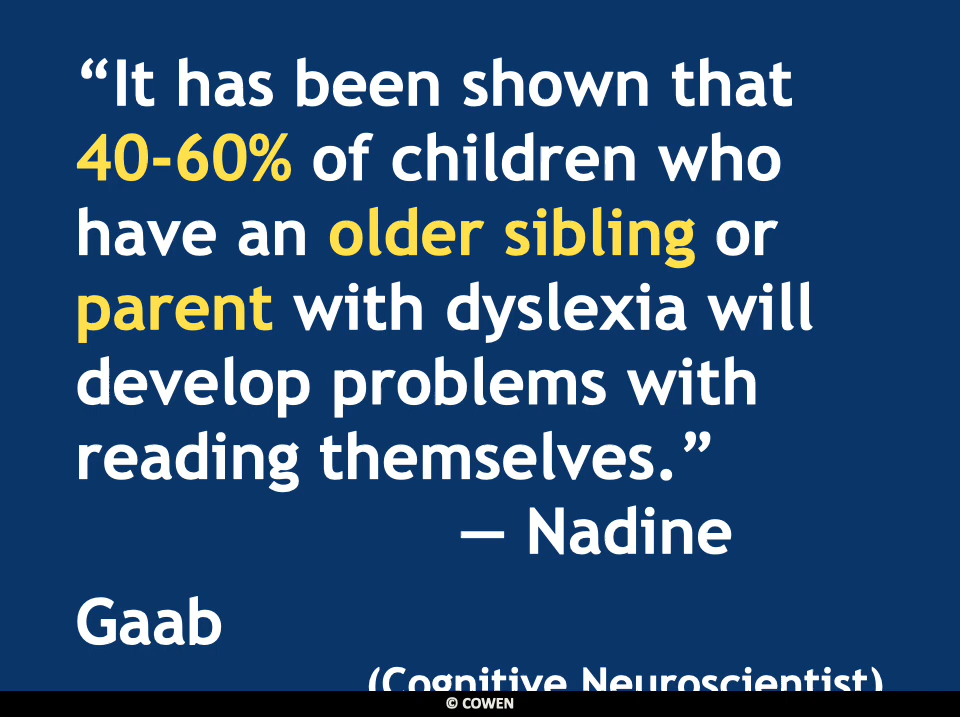 “It has been shown that
40-60% of children who
have an older sibling or
parent with dyslexia will
develop problems with
reading themselves.”
— Nadine
Gaab
(Cognitive Neuroscientist)
© COWEN